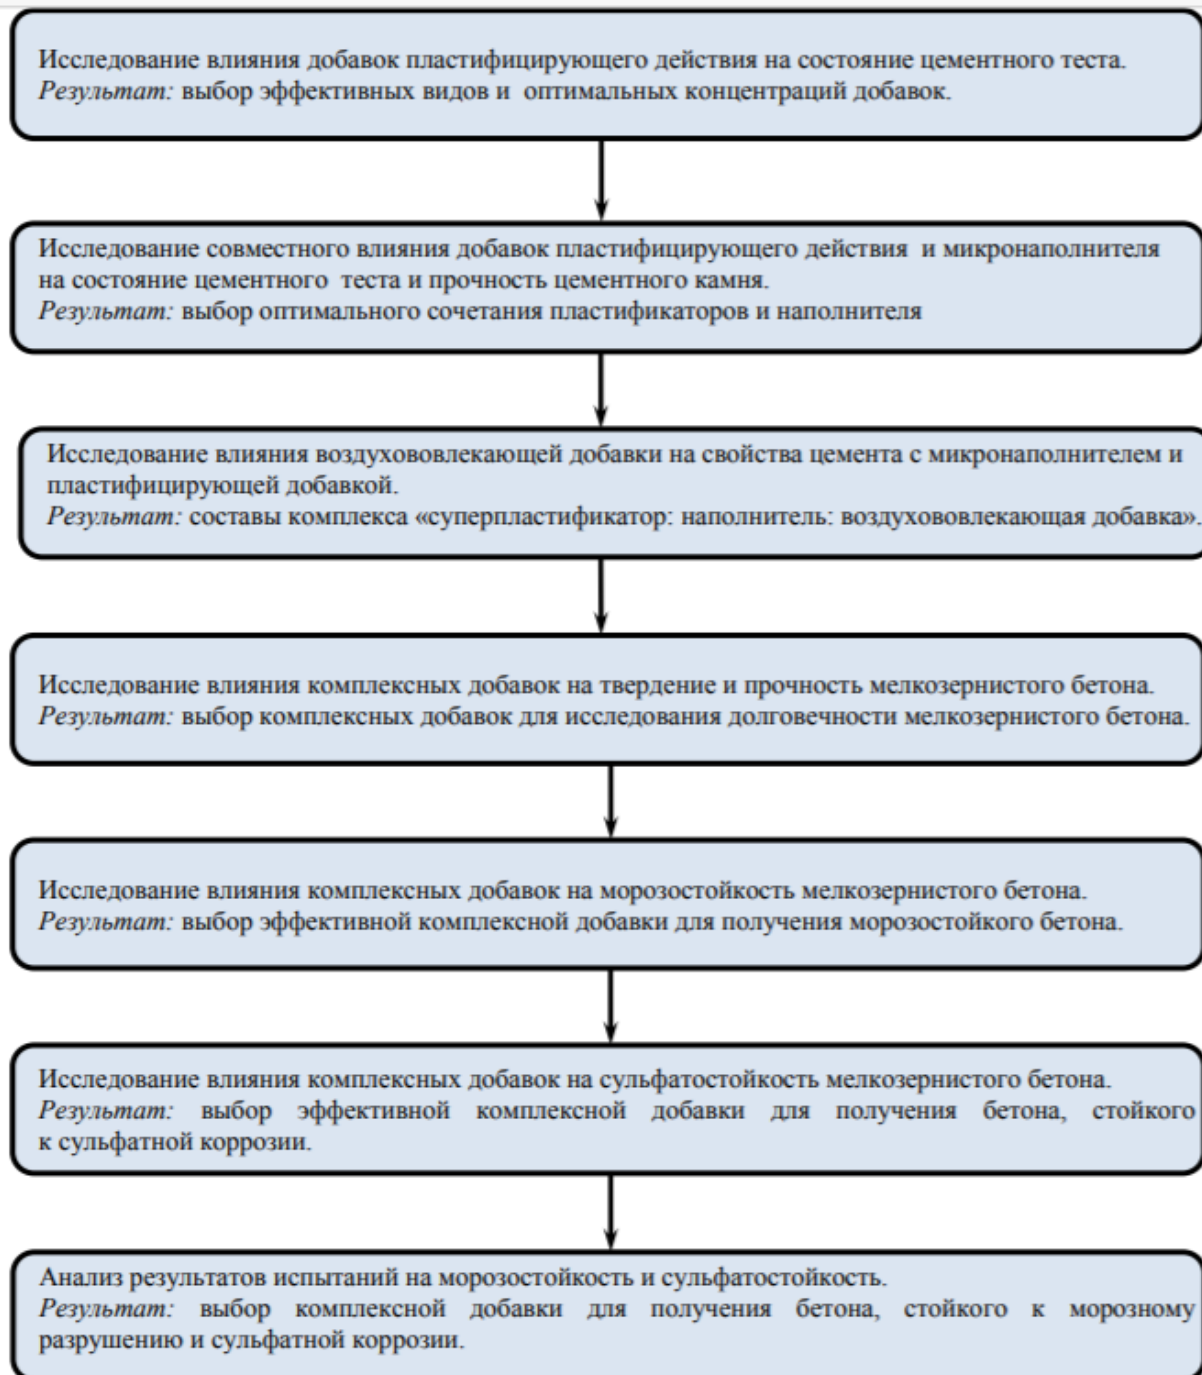 Исследование влияния добавок пластифицирующего действия на состояние цементного теста.
Результат: выбор эффективных видов и оптимальных концентраций добавок.
Исследование совместного влияния добавок пластифицирующего действия и микронаполнителя
на состояние цементного теста и прочность цементного камня.
Результат: выбор оптимального сочетания пластификаторов и наполнителя
Исследование влияния воздухововлекающей добавки на свойства цемента с микронаполнителем и
пластифицирующей добавкой.
Результат: составы комплекса «суперпластификатор: наполнитель: воздухововлекающая добавка».
Исследование влияния комплексных добавок на твердение и прочность мелкозернистого бетона.
Результат: выбор комплексных добавок для исследования долговечности мелкозернистого бетона.
Исследование влияния комплексных добавок на морозостойкость мелкозернистого бетона.
Результат: выбор эффективной комплексной добавки для получения морозостойкого бетона.
Исследование влияния комплексных добавок на сульфатостойкость мелкозернистого бетона.
Результат: выбор эффективной комплексной добавки для получения бетона, стойкого
к сульфатной коррозии.
Анализ результатов испытаний на морозостойкость и сульфатостойкость.
Результат: выбор комплексной добавки для получения бетона, стойкого к морозному
разрушению и сульфатной коррозии.